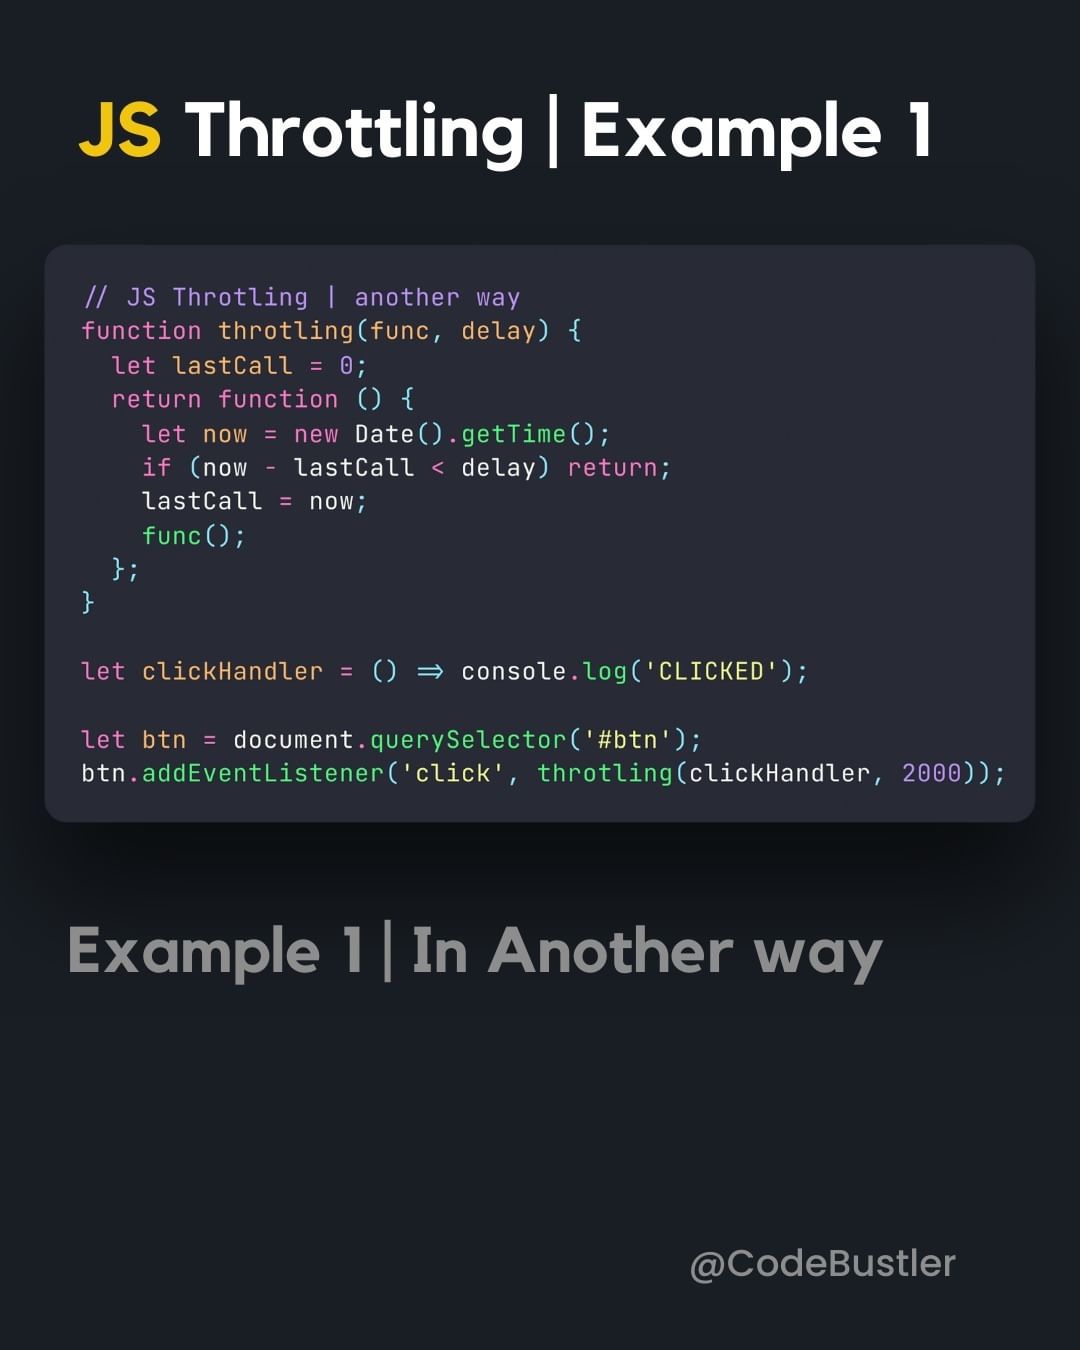 JS Throttling | Example 1
// JS Throtling | another way
function throtling(func, delay) {
  let lastCall = 0;
  return function () {
    let now = new Date().getTime();
    if (now - lastCall < delay) return;
    lastCall = now;
    func();
  };
}
let clickHandler = () => console.log('CLICKED');
let btn = document.querySelector('#btn');
btn.addEventListener('click', throtling(clickHandler, 2000));
Example 1 | In Another way
@CodeBustler